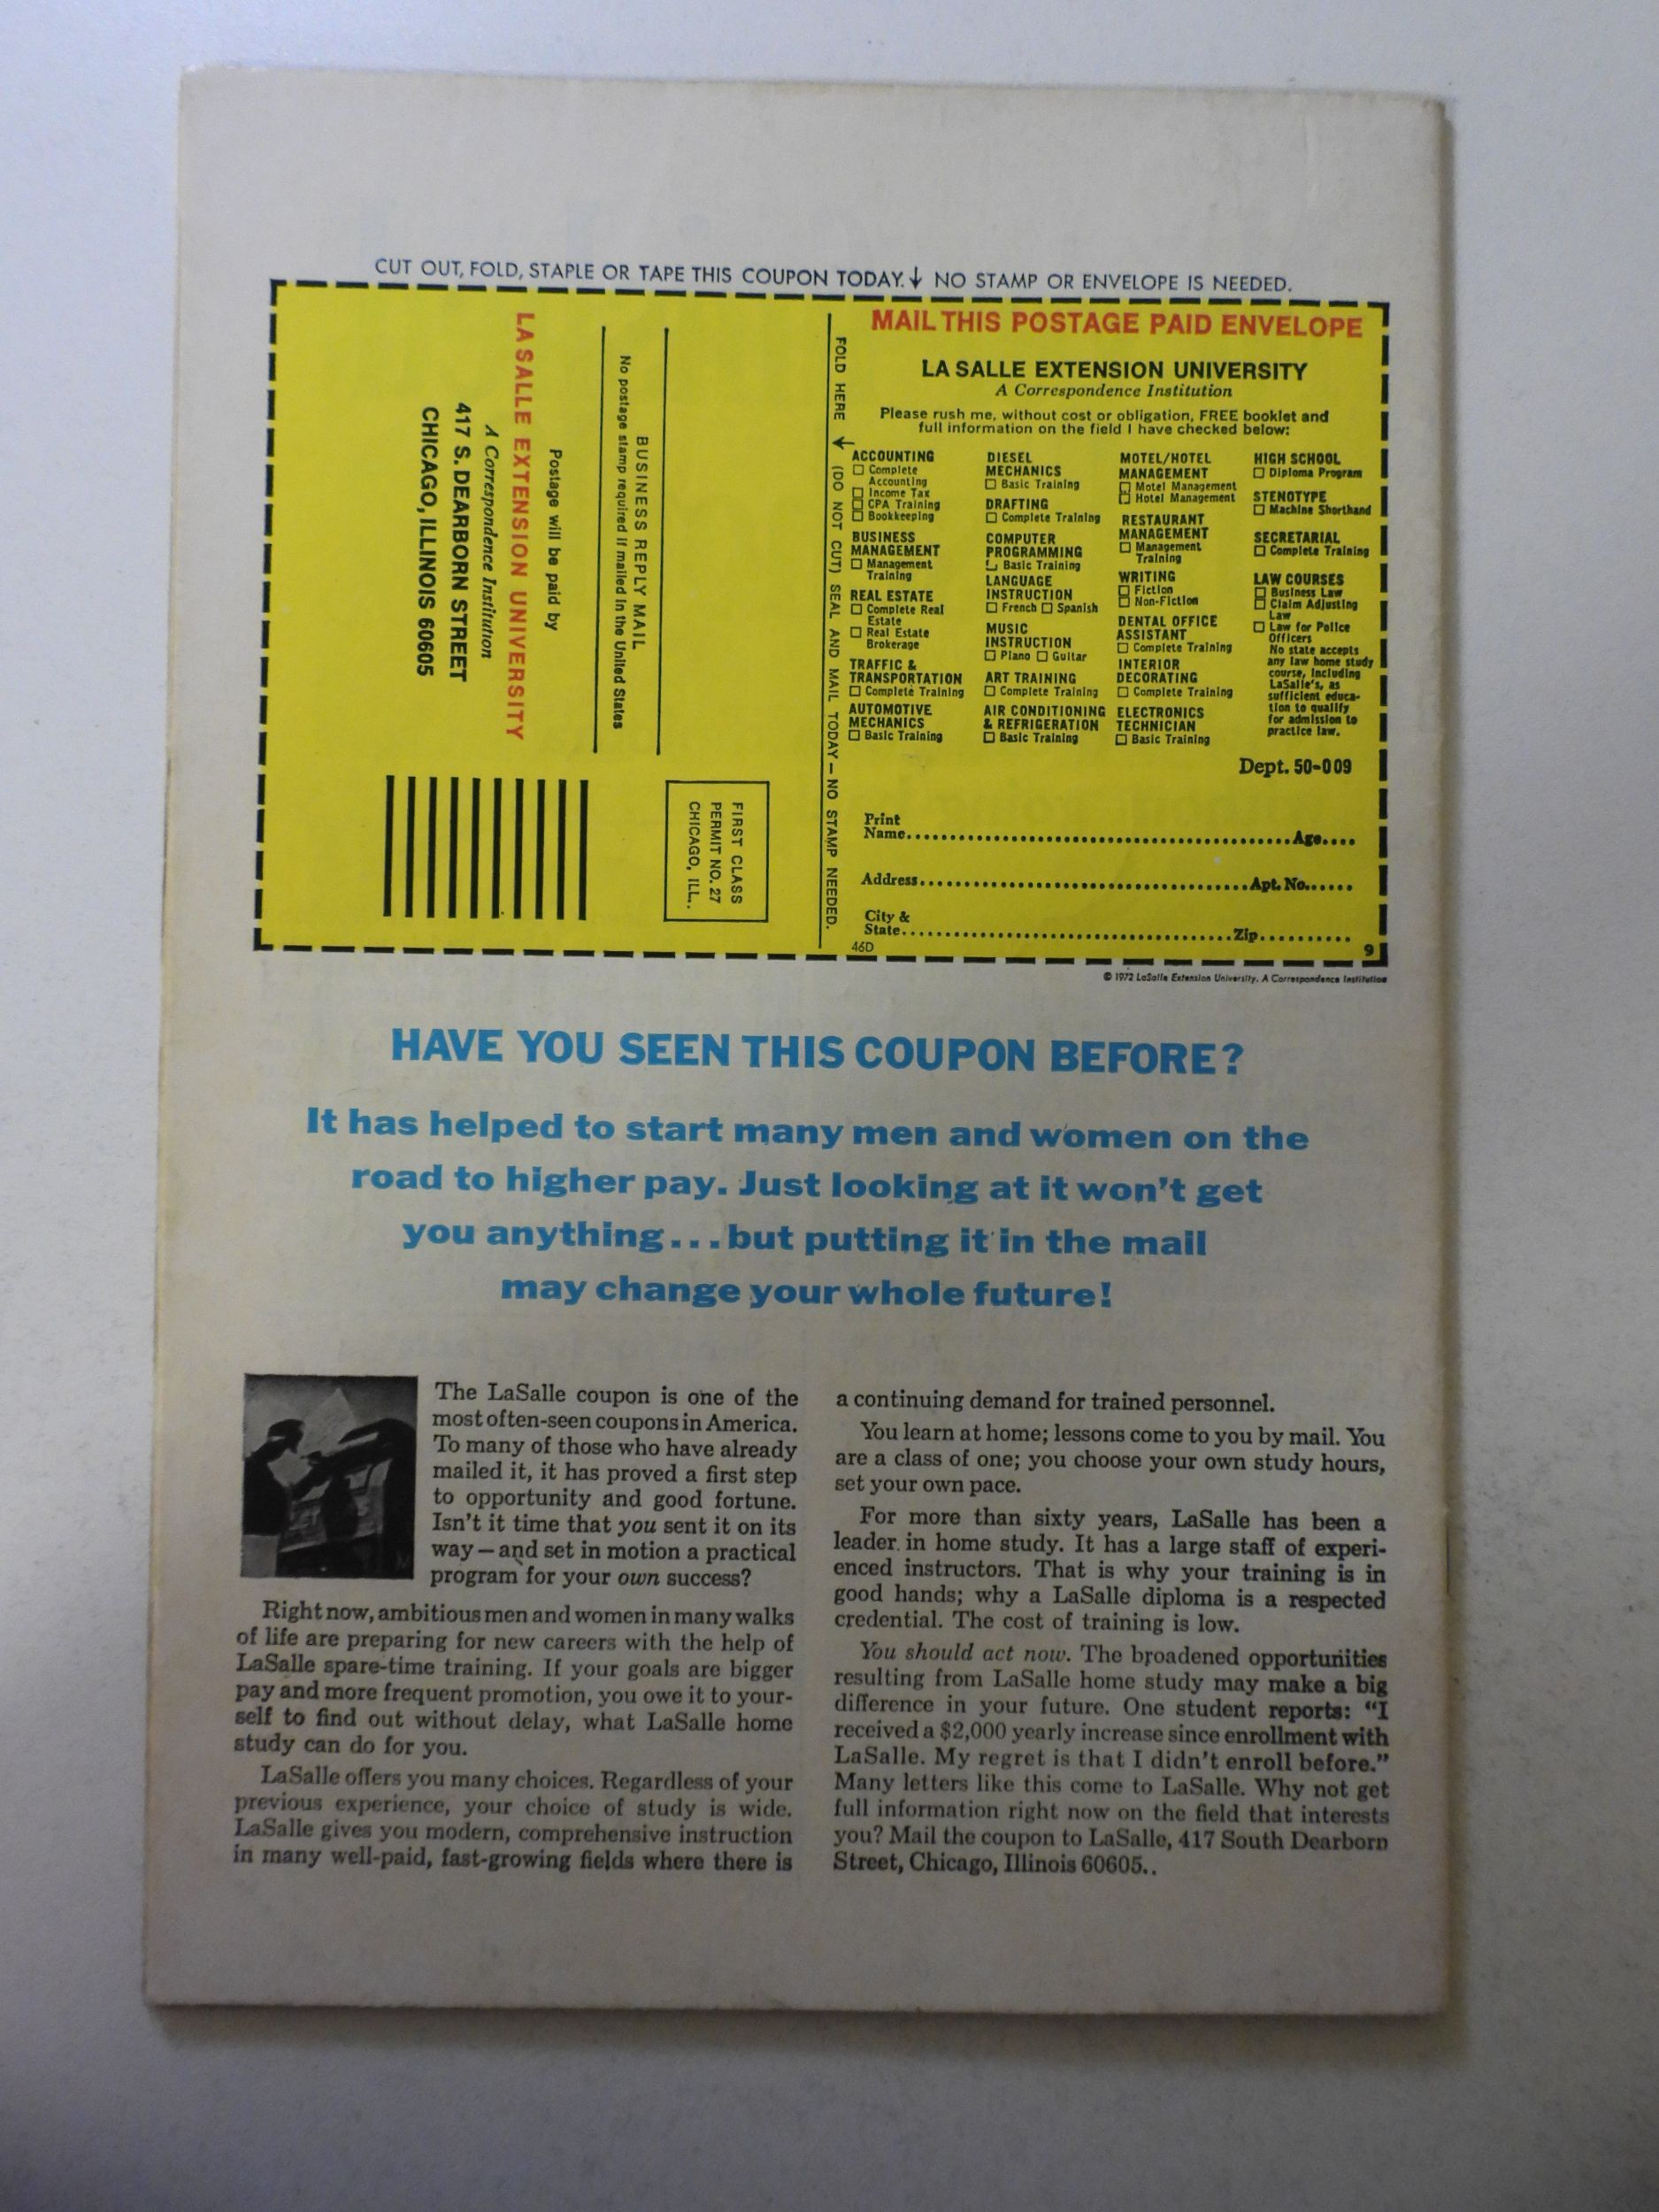 CUT OUT, FOLD, STAPLE OR TAPE THIS COUPON TODAY.↓ NO STAMP OR ENVELOPE IS NEEDED.
BUSINESS REPLY MAIL
No postage stamp required if mailed in the United States
Postage will be paid by
LA SALLE EXTENSION UNIVERSITY
A Correspondence Institution
417 S. DEARBORN STREET
CHICAGO, ILLINOIS 60605
FIRST CLASS
PERMIT NO. 27
CHICAGO, ILL..
FOLD HERE ↓ (DO NOT CUT) SEAL AND MAIL TODAY—NO STAMP NEEDED.
MAIL THIS POSTAGE PAID ENVELOPE
LA SALLE EXTENSION UNIVERSITY
A Correspondence Institution
Please rush me, without cost or obligation, FREE booklet and
full information on the field I have checked below:
ACCOUNTING
☐ Complete
Accounting
☐ Income Tax
☐ CPA Training
☐ Bookkeeping
BUSINESS
MANAGEMENT
☐ Management
Training
REAL ESTATE
☐ Complete Real
Estate
☐ Real Estate
Brokerage
TRAFFIC &
TRANSPORTATION
☐ Complete Training
AUTOMOTIVE
MECHANICS
☐ Basic Training
DIESEL
MECHANICS
☐ Basic Training
DRAFTING
☐ Complete Training
COMPUTER
PROGRAMMING
☐ Basic Training
LANGUAGE
INSTRUCTION
☐ French ☐ Spanish
MUSIC
INSTRUCTION
☐ Piano ☐ Guitar
ART TRAINING
☐ Complete Training
AIR CONDITIONING
& REFRIGERATION
☐ Basic Training
MOTEL/HOTEL
MANAGEMENT
☐ Motel Management
☐ Hotel Management
RESTAURANT
MANAGEMENT
☐ Management
Training
WRITING
☐ Fiction
☐ Non-Fiction
DENTAL OFFICE
ASSISTANT
☐ Complete Training
INTERIOR
DECORATING
☐ Complete Training
ELECTRONICS
TECHNICIAN
☐ Basic Training
HIGH SCHOOL
☐ Diploma Program
STENOTYPE
☐ Machine Shorthand
SECRETARIAL
☐ Complete Training
LAW COURSES
☐ Business Law
☐ Claim Adjusting
Law
☐ Law for Police
Officers
No state accepts
any law home study
course, including
LaSalle's, as
sufficient educa-
tion to qualify
for admission to
practice law.
Dept. 50-009
Print
Name..........Age....
Address..........Apt. No......
City &
State..........Zip..........
46D
9
© 1972 LaSalle Extension University. A Correspondence Institution
HAVE YOU SEEN THIS COUPON BEFORE?
It has helped to start many men and women on the
road to higher pay. Just looking at it won't get
you anything...but putting it in the mail
may change your whole future!
The LaSalle coupon is one of the
most often-seen coupons in America.
To many of those who have already
mailed it, it has proved a first step
to opportunity and good fortune.
Isn't it time that you sent it on its
way—and set in motion a practical
program for your own success?
Right now, ambitious men and women in many walks
of life are preparing for new careers with the help of
LaSalle spare-time training. If your goals are bigger
pay and more frequent promotion, you owe it to your-
self to find out without delay, what LaSalle home
study can do for you.
LaSalle offers you many choices. Regardless of your
previous experience, your choice of study is wide.
LaSalle gives you modern, comprehensive instruction
in many well-paid, fast-growing fields where there is
a continuing demand for trained personnel.
You learn at home; lessons come to you by mail. You
are a class of one; you choose your own study hours,
set your own pace.
For more than sixty years, LaSalle has been a
leader in home study. It has a large staff of experi-
enced instructors. That is why your training is in
good hands; why a LaSalle diploma is a respected
credential. The cost of training is low.
You should act now. The broadened opportunities
resulting from LaSalle home study may make a big
difference in your future. One student reports: "I
received a $2,000 yearly increase since enrollment with
LaSalle. My regret is that I didn't enroll before."
Many letters like this come to LaSalle. Why not get
full information right now on the field that interests
you? Mail the coupon to LaSalle, 417 South Dearborn
Street, Chicago, Illinois 60605..